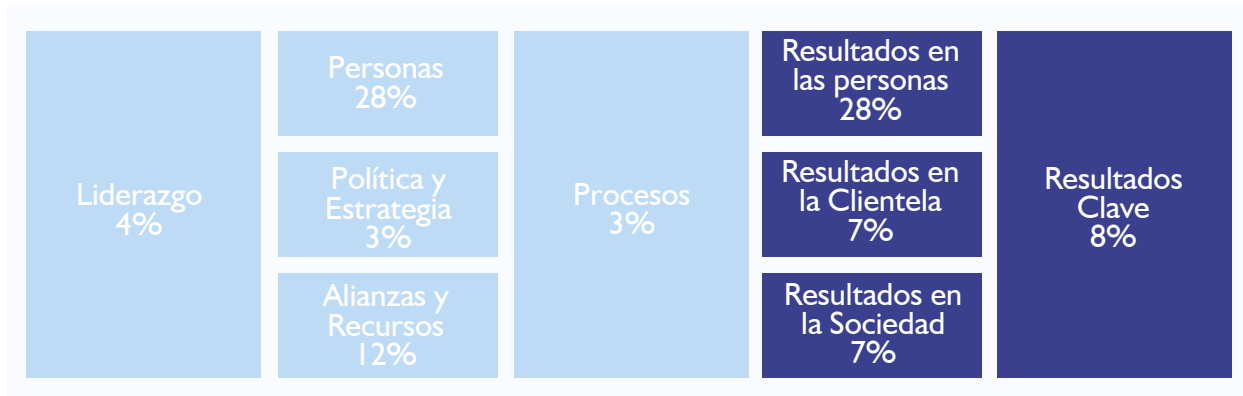 Liderazgo
4%
Personas
28%
Política y
Estrategia
3%
Alianzas y
Recursos
12%
Procesos
3%
Resultados en
las personas
28%
Resultados en
la Clientela
7%
Resultados en
la Sociedad
7%
Resultados
Clave
8%